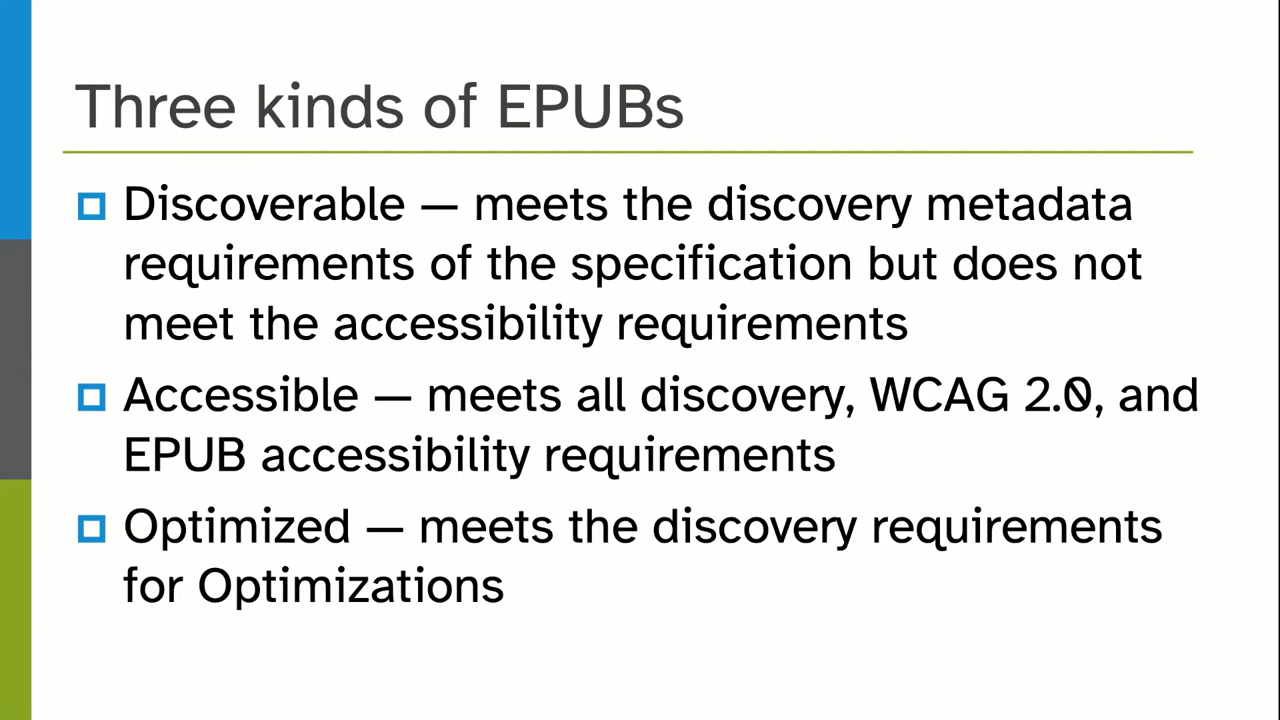 Three kinds of EPUBs
Discoverable — meets the discovery metadata
requirements of the specification but does not
meet the accessibility requirements
Accessible — meets all discovery, WCAG 2.0, and
EPUB accessibility requirements
Optimized — meets the discovery requirements
for Optimizations